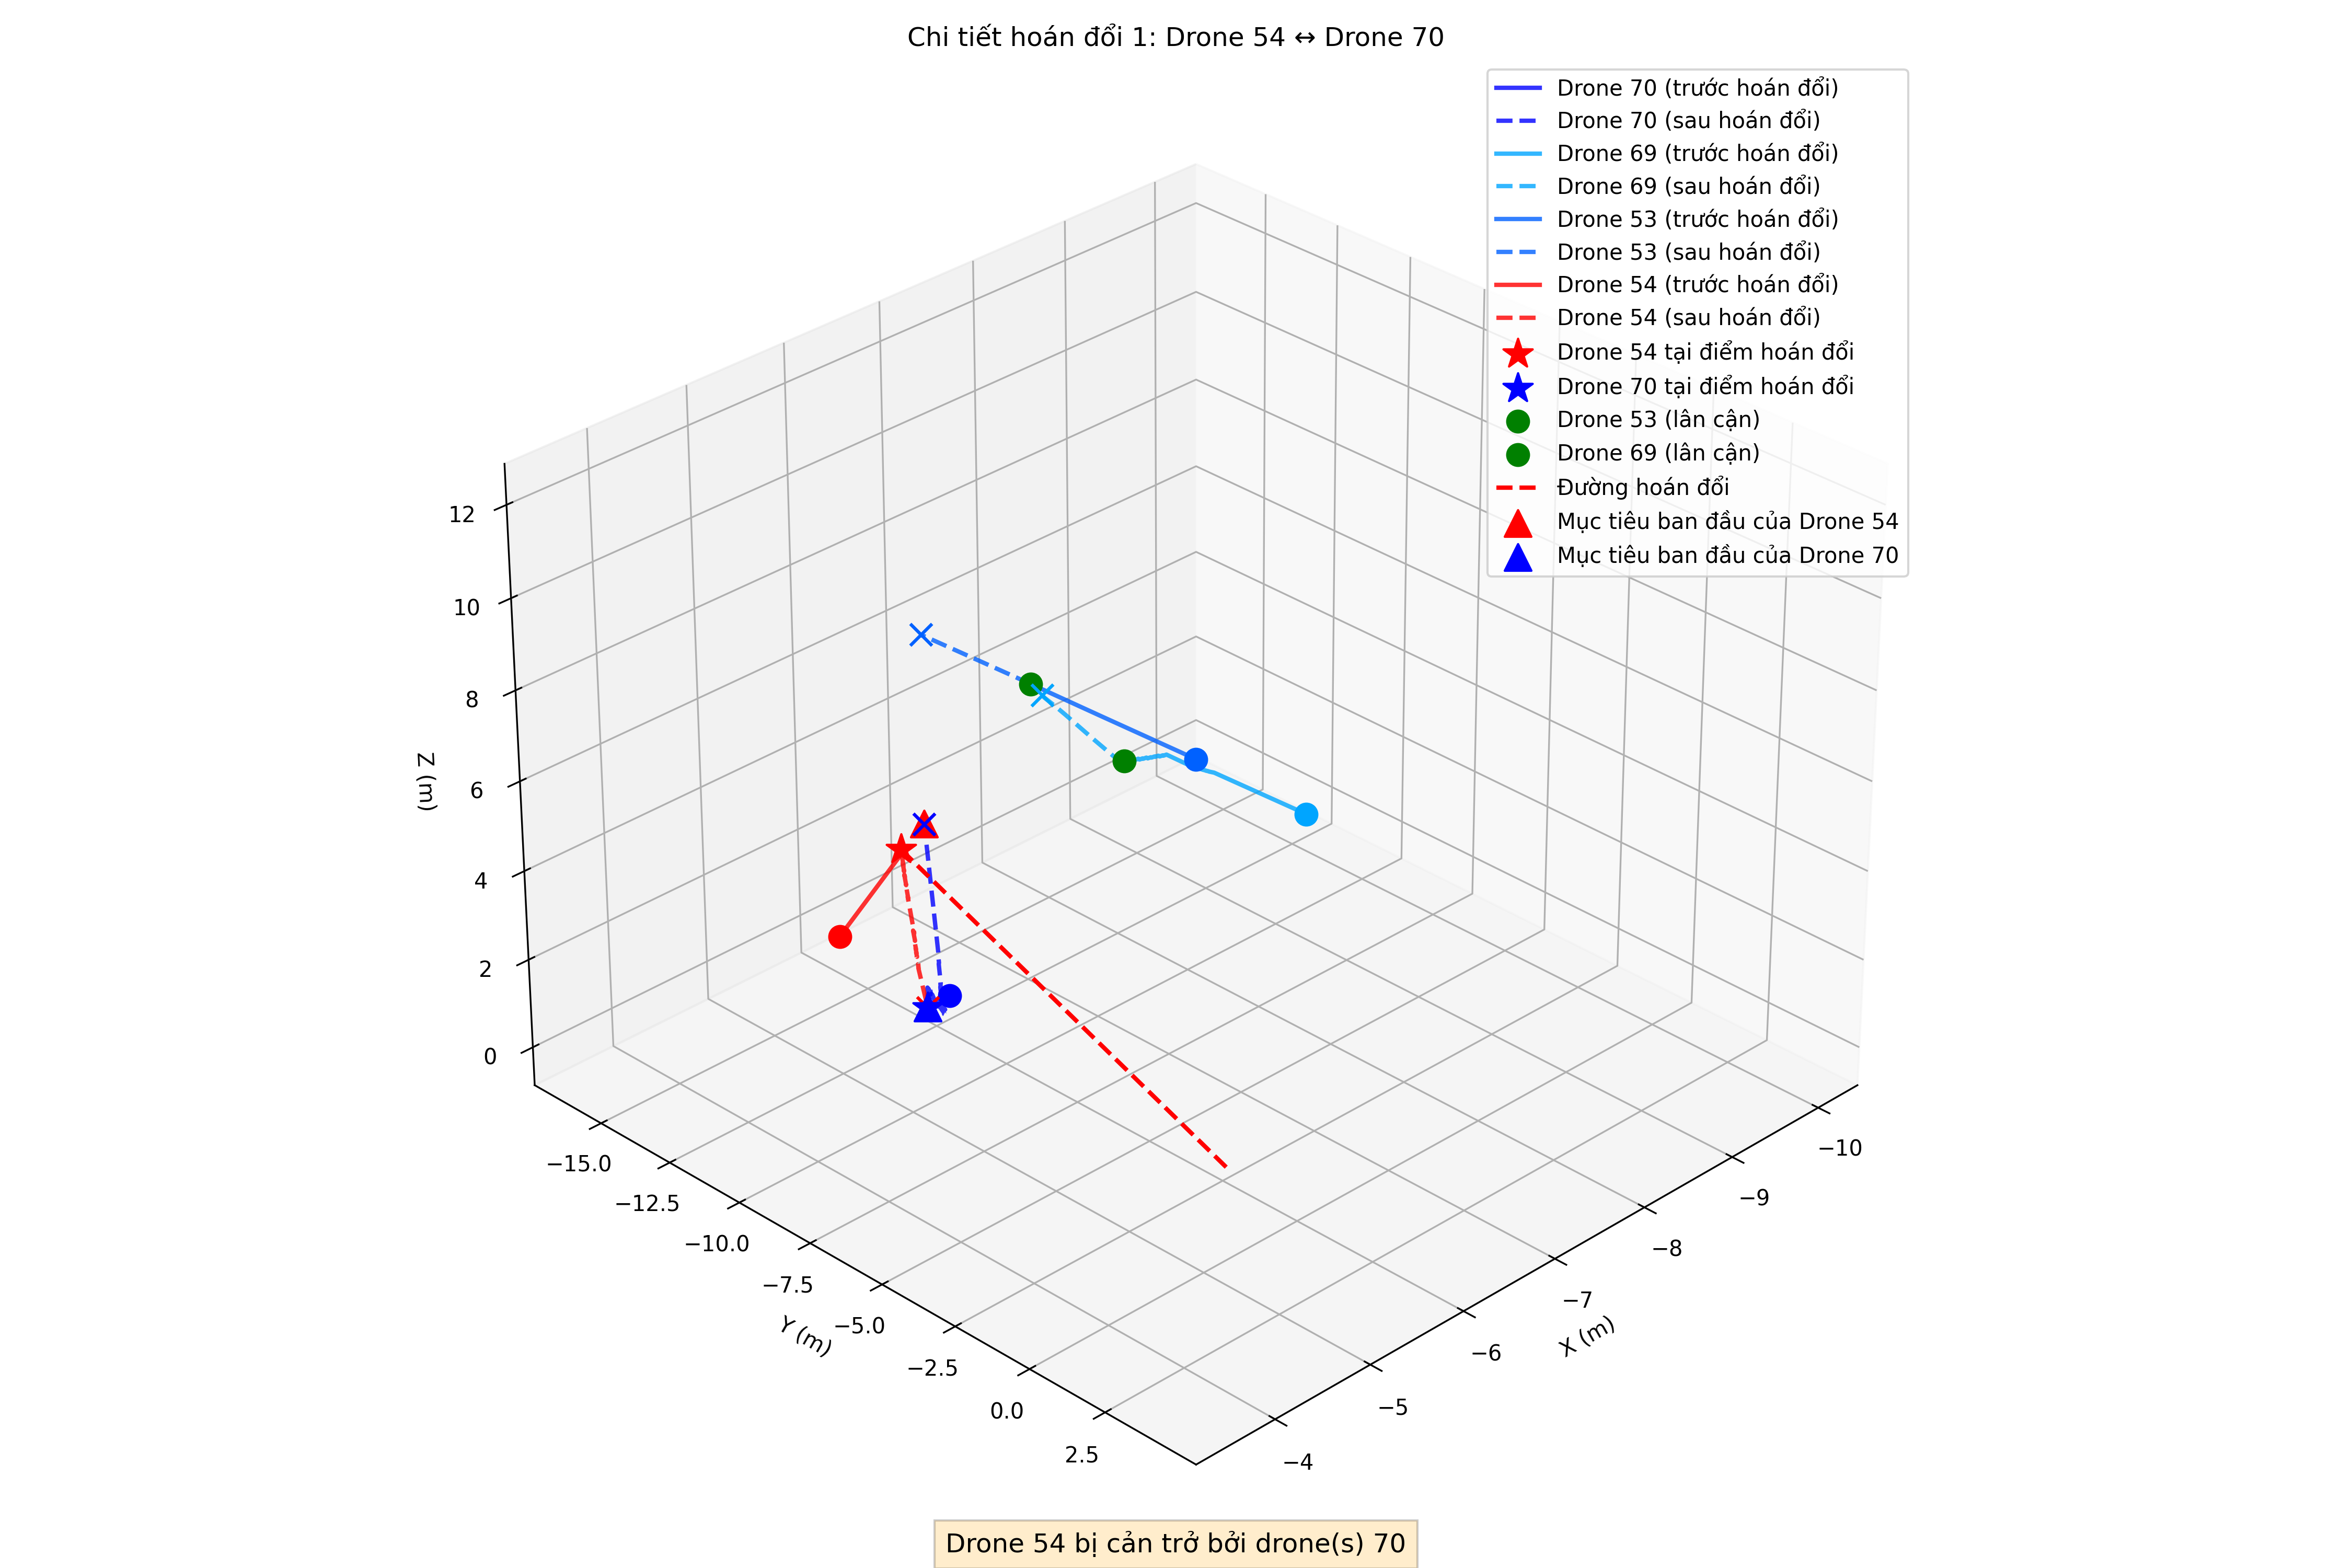 Chi tiết hoán đổi 1: Drone 54 ↔ Drone 70
Drone 70 (trước hoán đổi)
Drone 70 (sau hoán đổi)
Drone 69 (trước hoán đổi)
Drone 69 (sau hoán đổi)
Drone 53 (trước hoán đổi)
Drone 53 (sau hoán đổi)
Drone 54 (trước hoán đổi)
Drone 54 (sau hoán đổi)
Drone 54 tại điểm hoán đổi
Drone 70 tại điểm hoán đổi
Drone 53 (lân cận)
Drone 69 (lân cận)
Đường hoán đổi
Mục tiêu ban đầu của Drone 54
Mục tiêu ban đầu của Drone 70
12
10
8
6
4
2
0
Z (m)
−15.0
−12.5
−10.0
−7.5
−5.0
−2.5
0.0
2.5
Y (m)
−10
−9
−8
−7
−6
−5
−4
X (m)
Drone 54 bị cản trở bởi drone(s) 70